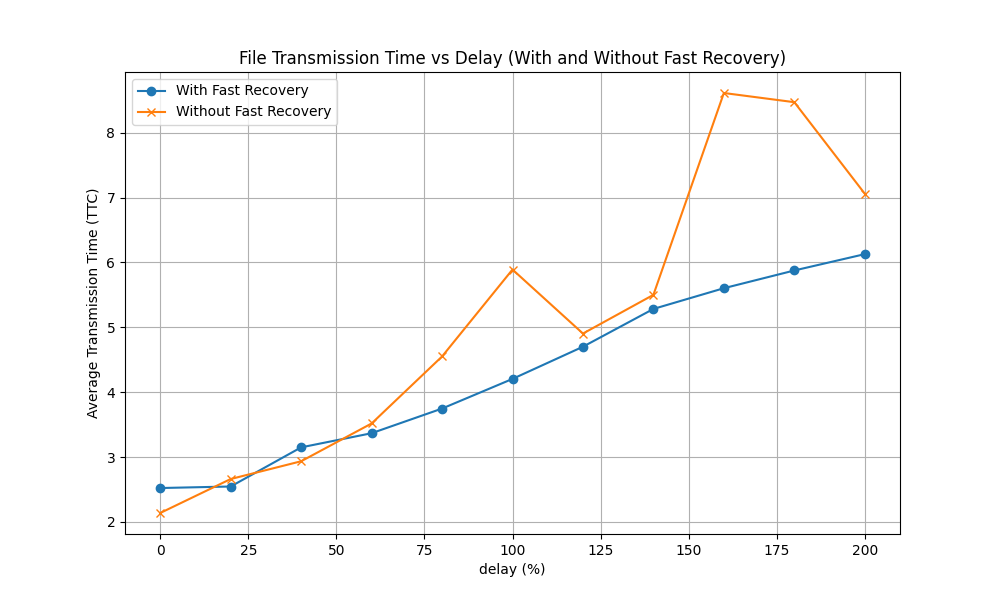 File Transmission Time vs Delay (With and Without Fast Recovery)
With Fast Recovery
Without Fast Recovery
Average Transmission Time (TTC)
8
7
6
5
4
3
2
0 25 50 75 100 125 150 175 200
delay (%)